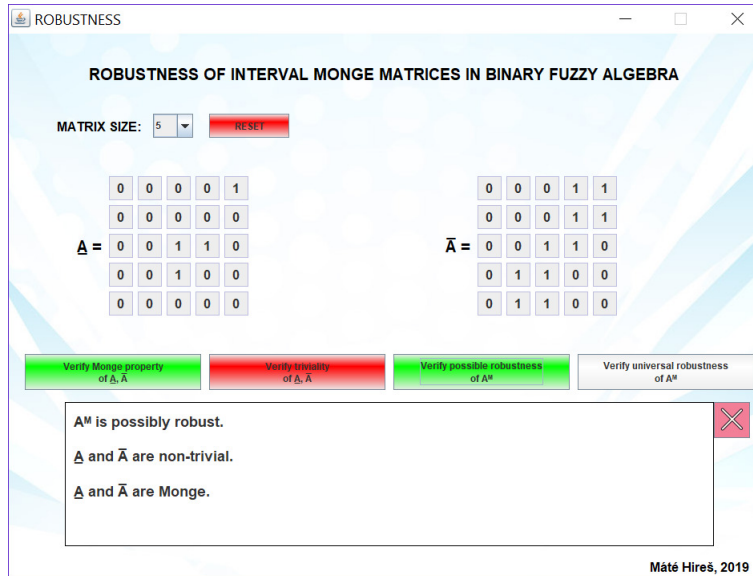 ROBUSTNESS
ROBUSTNESS OF INTERVAL MONGE MATRICES IN BINARY FUZZY ALGEBRA
MATRIX SIZE: 5 RESET
0 0 0 0 1 0 0 0 1 1
0 0 0 0 0 0 0 0 1 1
A̲ = 0 0 1 1 0 A̅ = 0 0 1 1 0
0 0 1 0 0 0 1 1 0 0
0 0 0 0 0 0 1 1 0 0
Verify Monge property of A̲, A̅ Verify triviality of A̲, A̅ Verify possible robustness of Aᴹ Verify universal robustness of Aᴹ
Aᴹ is possibly robust.
A̲ and A̅ are non-trivial.
A̲ and A̅ are Monge.
Máté Hireš, 2019